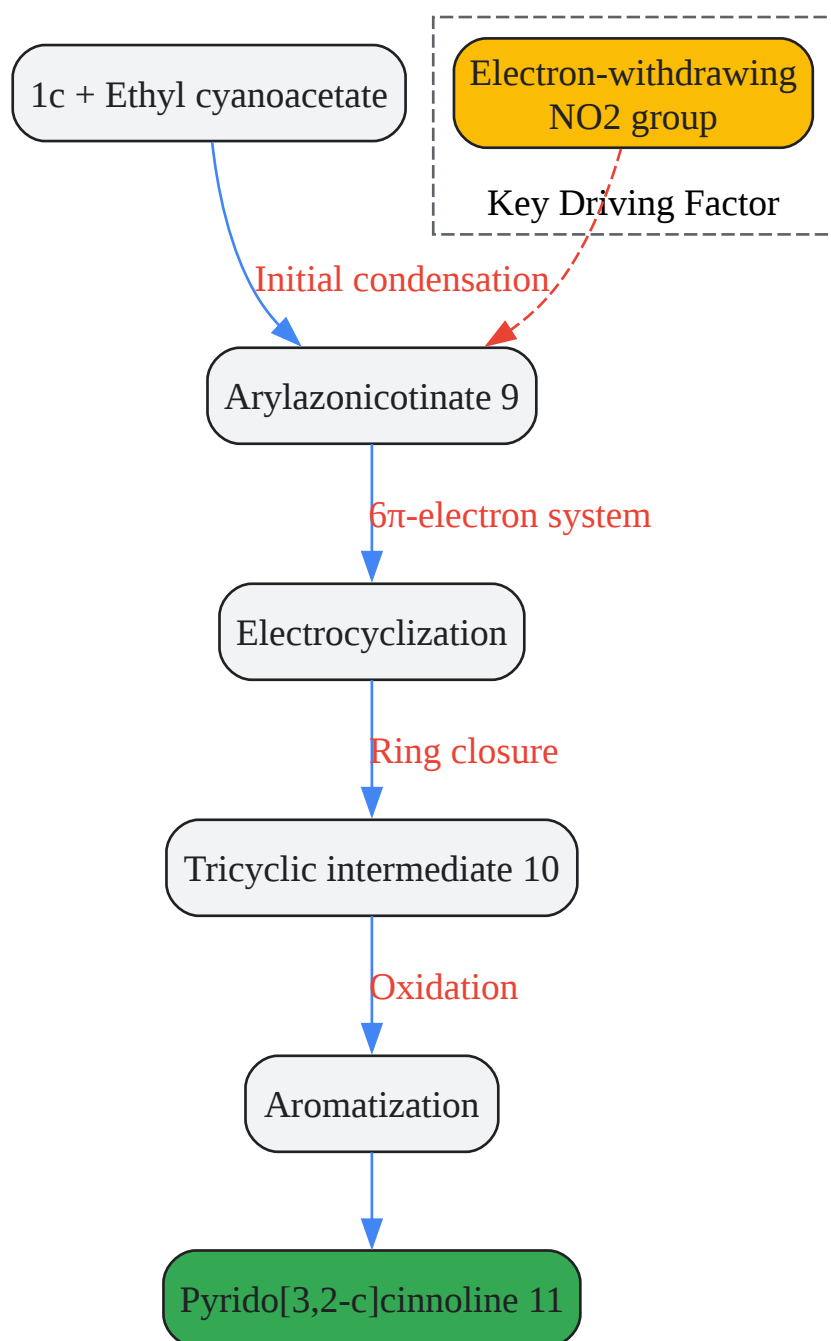 1c + Ethyl cyanoacetate
Electron-withdrawing
NO2 group
Key Driving Factor
Initial condensation
Arylazonicotinate 9
6π-electron system
Electrocyclization
Ring closure
Tricyclic intermediate 10
Oxidation
Aromatization
Pyrido[3,2-c]cinnoline 11